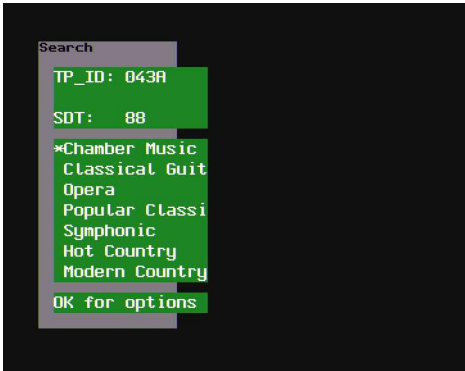 Search
TP_ID: 043A
SDT: 88
*Chamber Music
Classical Guit
Opera
Popular Classi
Symphonic
Hot Country
Modern Country
OK for options